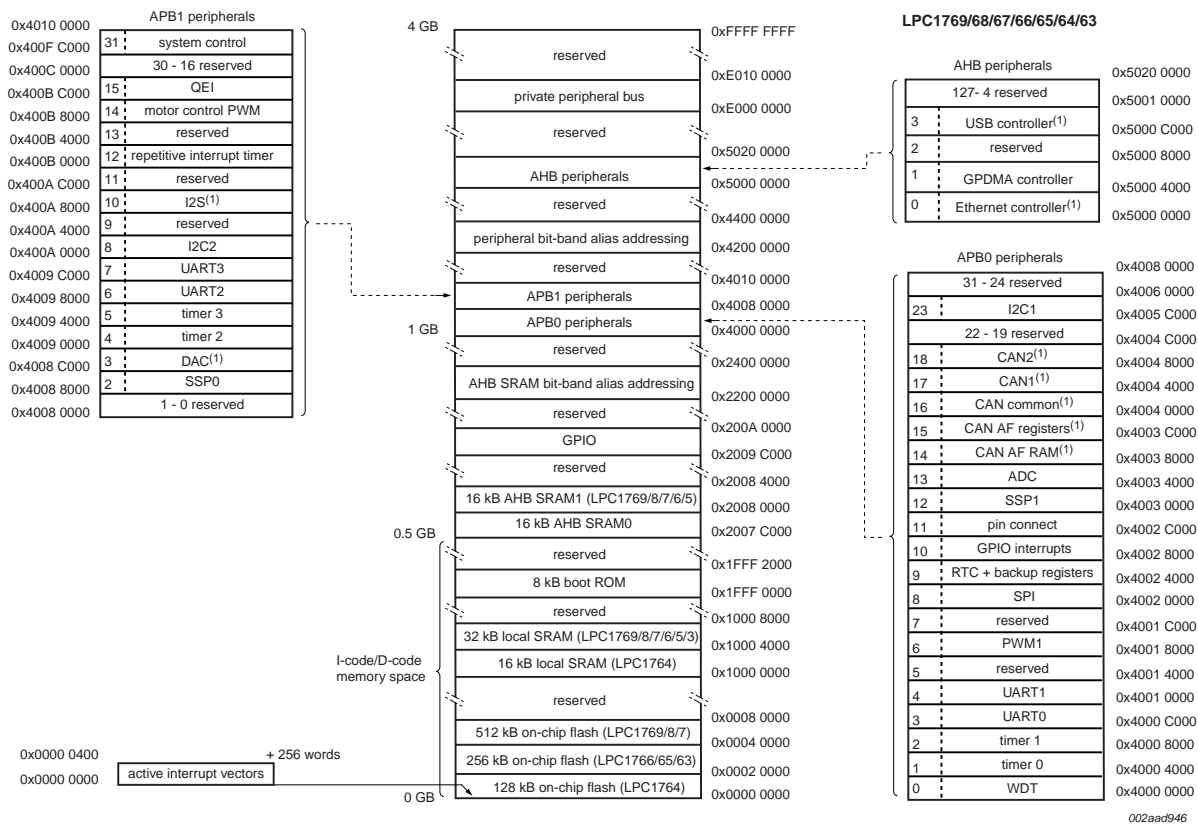 LPC1769/68/67/66/65/64/63
APB1 peripherals
0x4010 0000
31 system control
0x400F C000
30 - 16 reserved
0x400C 0000
15 QEI
0x400B C000
14 motor control PWM
0x400B 8000
13 reserved
0x400B 4000
12 repetitive interrupt timer
0x400B 0000
11 reserved
0x400A C000
10 I2S(1)
0x400A 8000
9 reserved
0x400A 4000
8 I2C2
0x400A 0000
7 UART3
0x4009 C000
6 UART2
0x4009 8000
5 timer 3
0x4009 4000
4 timer 2
0x4009 0000
3 DAC(1)
0x4008 C000
2 SSP0
0x4008 8000
1 - 0 reserved
0x4008 0000
0x0000 0400
+ 256 words
active interrupt vectors
0x0000 0000
4 GB
0xFFFF FFFF
reserved
0xE010 0000
private peripheral bus
0xE000 0000
reserved
0x5020 0000
AHB peripherals
0x5000 0000
reserved
0x4400 0000
peripheral bit-band alias addressing
0x4200 0000
reserved
0x4010 0000
APB1 peripherals
0x4008 0000
APB0 peripherals
1 GB
0x4000 0000
reserved
0x2400 0000
AHB SRAM bit-band alias addressing
0x2200 0000
reserved
0x200A 0000
GPIO
0x2009 C000
reserved
0x2008 4000
16 kB AHB SRAM1 (LPC1769/8/7/6/5)
0x2008 0000
16 kB AHB SRAM0
0x2007 C000
0.5 GB
reserved
0x1FFF 2000
8 kB boot ROM
0x1FFF 0000
reserved
0x1000 8000
32 kB local SRAM (LPC1769/8/7/6/5/3)
0x1000 4000
16 kB local SRAM (LPC1764)
0x1000 0000
I-code/D-code
memory space
reserved
0x0008 0000
512 kB on-chip flash (LPC1769/8/7)
0x0004 0000
256 kB on-chip flash (LPC1766/65/63)
0x0002 0000
128 kB on-chip flash (LPC1764)
0x0000 0000
0 GB
AHB peripherals
0x5020 0000
127- 4 reserved
0x5001 0000
3 USB controller(1)
0x5000 C000
2 reserved
0x5000 8000
1 GPDMA controller
0x5000 4000
0 Ethernet controller(1)
0x5000 0000
APB0 peripherals
0x4008 0000
31 - 24 reserved
0x4006 0000
23 I2C1
0x4005 C000
22 - 19 reserved
0x4004 C000
18 CAN2(1)
0x4004 8000
17 CAN1(1)
0x4004 4000
16 CAN common(1)
0x4004 0000
15 CAN AF registers(1)
0x4003 C000
14 CAN AF RAM(1)
0x4003 8000
13 ADC
0x4003 4000
12 SSP1
0x4003 0000
11 pin connect
0x4002 C000
10 GPIO interrupts
0x4002 8000
9 RTC + backup registers
0x4002 4000
8 SPI
0x4002 0000
7 reserved
0x4001 C000
6 PWM1
0x4001 8000
5 reserved
0x4001 4000
4 UART1
0x4001 0000
3 UART0
0x4000 C000
2 timer 1
0x4000 8000
1 timer 0
0x4000 4000
0 WDT
0x4000 0000
002aad946